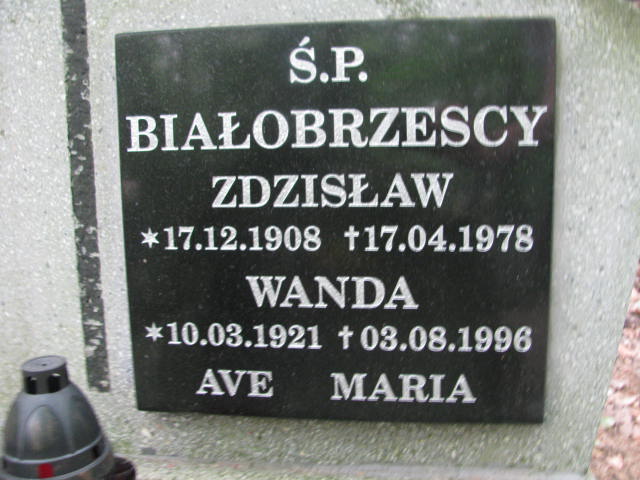 Ś.P.
BIAŁOBRZESCY
ZDZISŁAW
*17.12.1908 †17.04.1978
WANDA
*10.03.1921 †03.08.1996
AVE MARIA